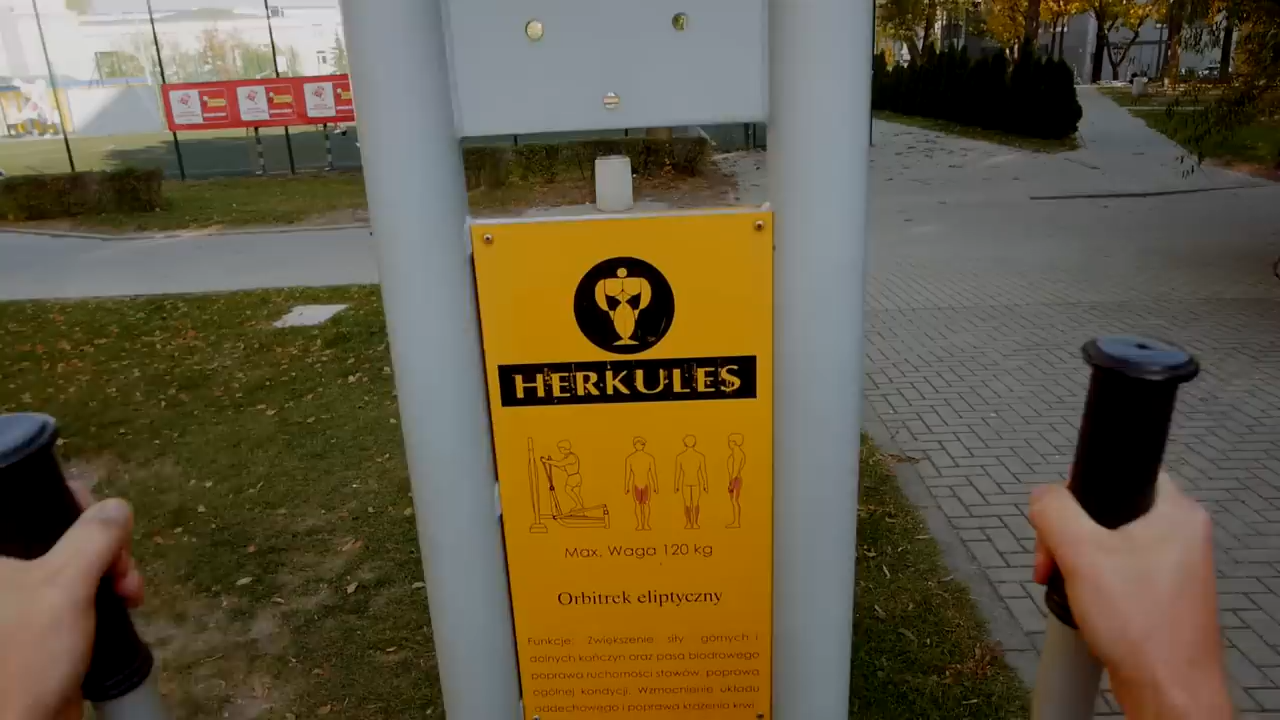 HERKULES
Max. Waga 120 kg
Orbitrek eliptyczny
Funkcje: Zwiększenie siły górnych i
dolnych kończyn oraz pasa biodrowego
poprawa ruchomości stawów, poprawa
ogólnej kondycji. Wzmocnienie układu
oddechowego i poprawa krążenia krwi.